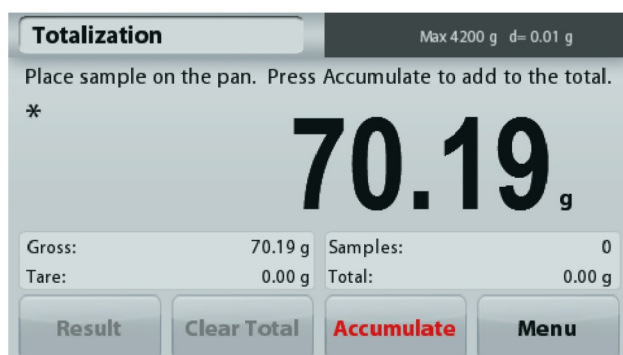 Totalization
Max 4200 g d= 0.01 g
Place sample on the pan. Press Accumulate to add to the total.
*
70.19 g
Gross: 70.19 g Samples: 0
Tare: 0.00 g Total: 0.00 g
Result Clear Total Accumulate Menu